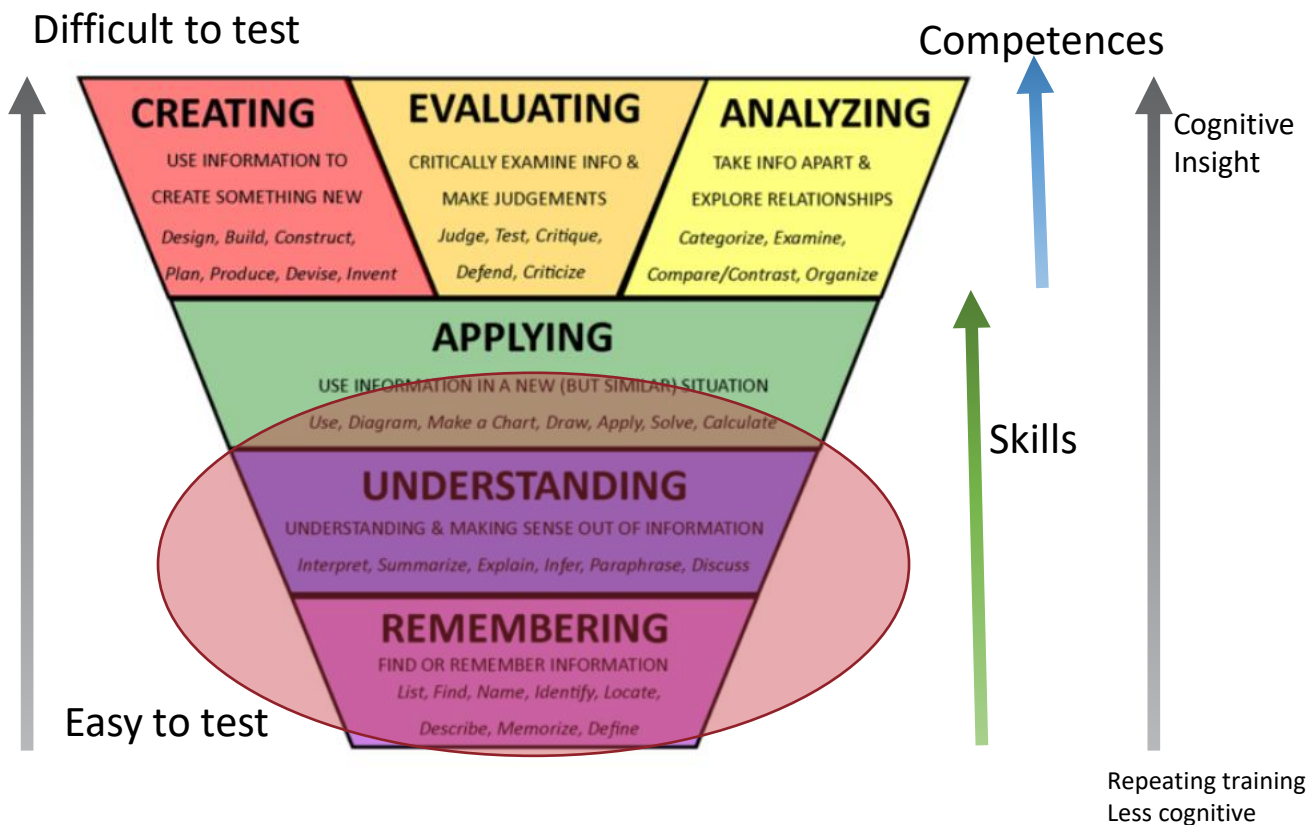 Difficult to test
Competences
CREATING
USE INFORMATION TO
CREATE SOMETHING NEW
Design, Build, Construct,
Plan, Produce, Devise, Invent
EVALUATING
CRITICALLY EXAMINE INFO &
MAKE JUDGEMENTS
Judge, Test, Critique,
Defend, Criticize
ANALYZING
TAKE INFO APART &
EXPLORE RELATIONSHIPS
Categorize, Examine,
Compare/Contrast, Organize
Cognitive
Insight
APPLYING
USE INFORMATION IN A NEW (BUT SIMILAR) SITUATION
Use, Diagram, Make a Chart, Draw, Apply, Solve, Calculate
Skills
UNDERSTANDING
UNDERSTANDING & MAKING SENSE OUT OF INFORMATION
Interpret, Summarize, Explain, Infer, Paraphrase, Discuss
REMEMBERING
FIND OR REMEMBER INFORMATION
List, Find, Name, Identify, Locate,
Describe, Memorize, Define
Easy to test
Repeating training
Less cognitive